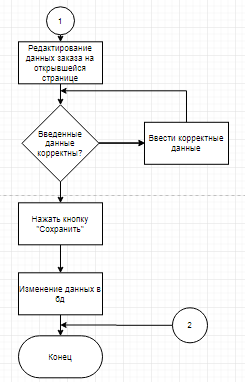 1
Редактирование
данных заказа на
открывшейся
странице
Введенные
данные
корректны?
Ввести корректные
данные
Нажать кнопку
"Сохранить"
Изменение данных в
бд
2
Конец